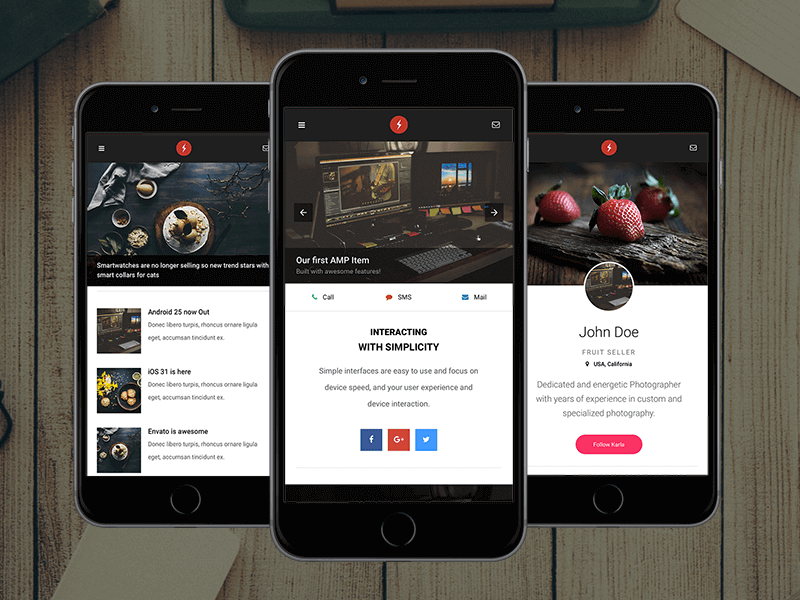 Smartwatches are no longer selling so new trend stars with
smart collars for cats
Android 25 now Out
Donec libero turpis, rhoncus ornare ligula
eget, accumsan tincidunt ex.
iOS 31 is here
Donec libero turpis, rhoncus ornare ligula
eget, accumsan tincidunt ex.
Envato is awesome
Donec libero turpis, rhoncus ornare ligula
eget, accumsan tincidunt ex.
Our first AMP Item
Built with awesome features!
Call SMS Mail
INTERACTING
WITH SIMPLICITY
Simple interfaces are easy to use and focus on
device speed, and your user experience and
device interaction.
f G+
John Doe
FRUIT SELLER
USA, California
Dedicated and energetic Photographer
with years of experience in custom and
specialized photography.
Follow Karla